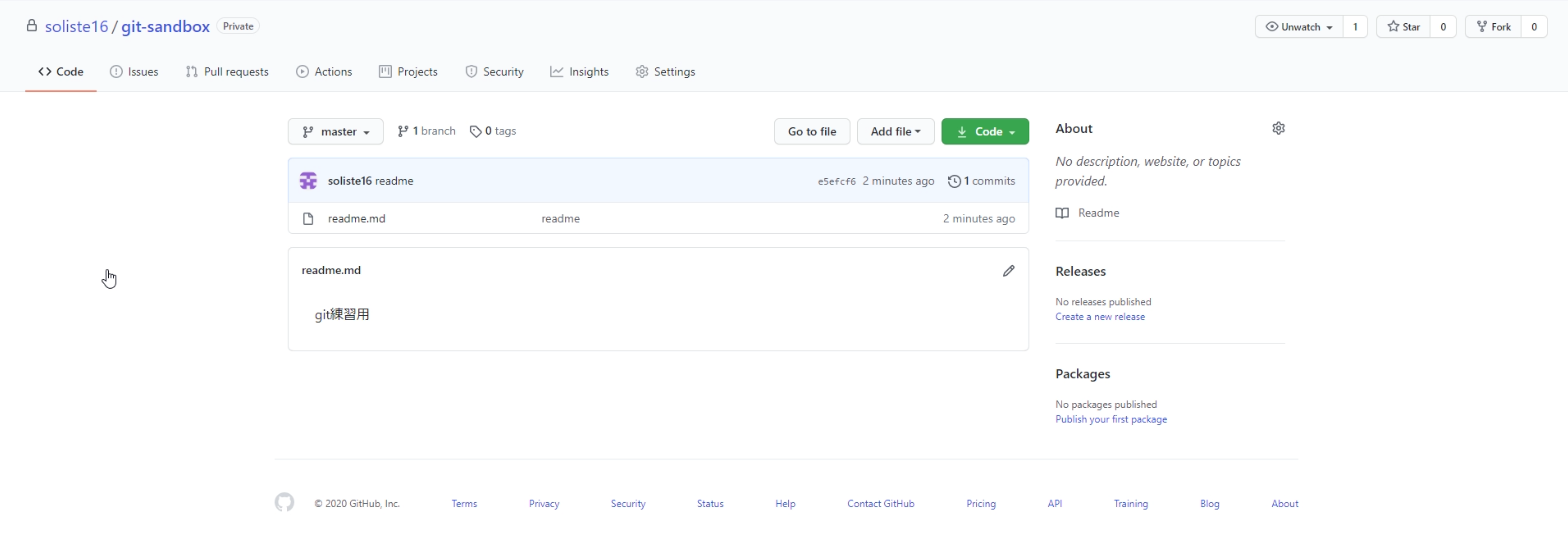 soliste16 / git-sandbox Private Unwatch 1 Star 0 Fork 0
Code Issues Pull requests Actions Projects Security Insights Settings
master 1 branch 0 tags Go to file Add file Code
soliste16 readme e5efcf6 2 minutes ago 1 commits
readme.md readme 2 minutes ago
readme.md
git練習用
About
No description, website, or topics
provided.
Readme
Releases
No releases published
Create a new release
Packages
No packages published
Publish your first package
© 2020 GitHub, Inc. Terms Privacy Security Status Help Contact GitHub Pricing API Training Blog About